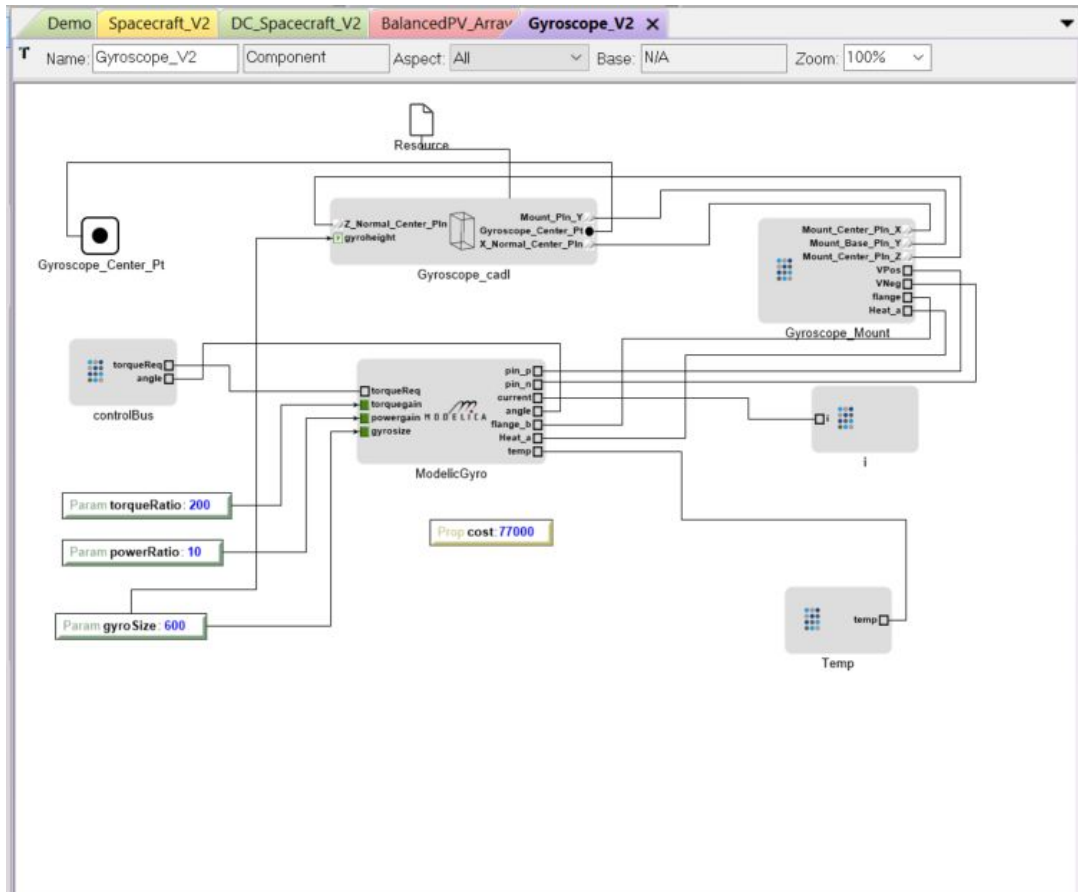 Demo Spacecraft_V2 DC_Spacecraft_V2 BalancedPV_Array Gyroscope_V2 X
T Name: Gyroscope_V2 Component Aspect: All Base: N/A Zoom: 100%
Resource
Gyroscope_Center_Pt
Z_Normal_Center_Pln
gyroheight
Mount_Pln_Y
Gyroscope_Center_Pt
X_Normal_Center_Pln
Gyroscope_cadl
Mount_Center_Pln_X
Mount_Base_Pln_Y
Mount_Center_Pln_Z
VPos
VNeg
flange
Heat_a
Gyroscope_Mount
torqueReq
angle
controlBus
torqueReq
torquegain
powergain
gyrosize
MODELICA
pin_p
pin_n
current
angle
flange_b
Heat_a
temp
ModelicGyro
i
i
Param torqueRatio: 200
Param powerRatio: 10
Param gyroSize: 600
Prop cost:77000
temp
Temp